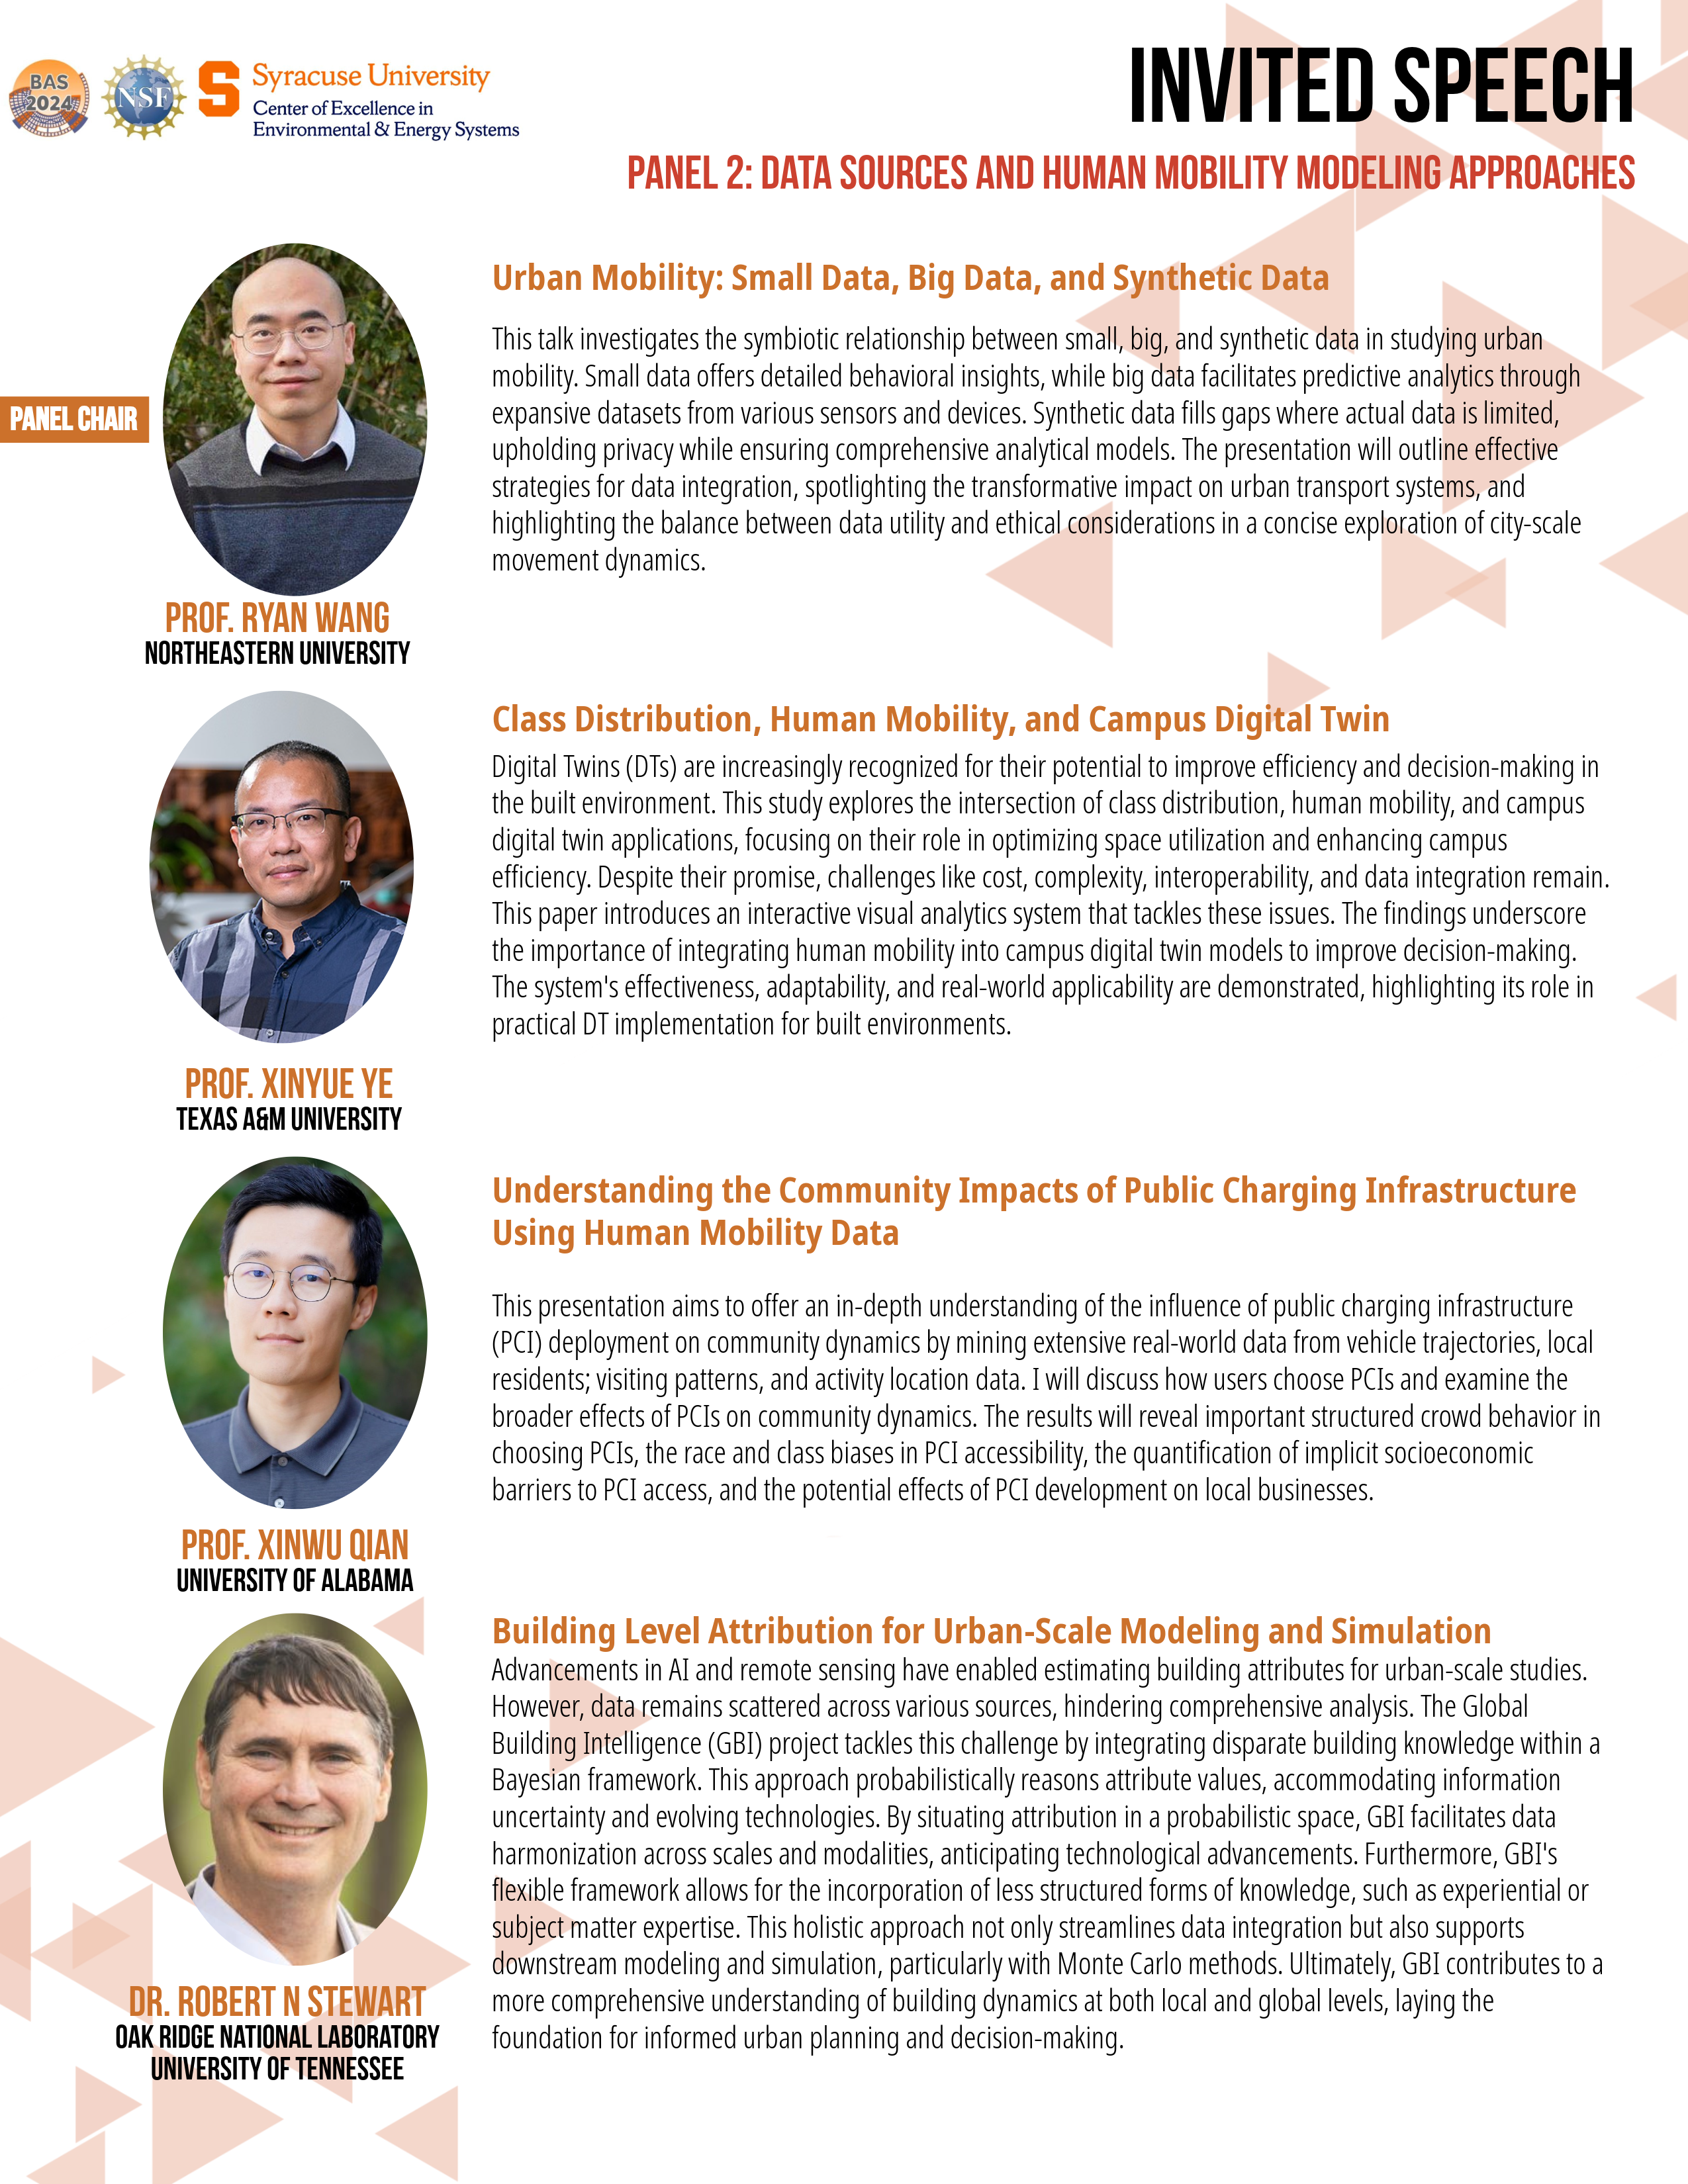 BAS
2024
NSF
S
Syracuse University
Center of Excellence in
Environmental & Energy Systems
INVITED SPEECH
PANEL 2: DATA SOURCES AND HUMAN MOBILITY MODELING APPROACHES
PANEL CHAIR
PROF. RYAN WANG
NORTHEASTERN UNIVERSITY
Urban Mobility: Small Data, Big Data, and Synthetic Data
This talk investigates the symbiotic relationship between small, big, and synthetic data in studying urban
mobility. Small data offers detailed behavioral insights, while big data facilitates predictive analytics through
expansive datasets from various sensors and devices. Synthetic data fills gaps where actual data is limited,
upholding privacy while ensuring comprehensive analytical models. The presentation will outline effective
strategies for data integration, spotlighting the transformative impact on urban transport systems, and
highlighting the balance between data utility and ethical considerations in a concise exploration of city-scale
movement dynamics.
PROF. XINYUE YE
TEXAS A&M UNIVERSITY
Class Distribution, Human Mobility, and Campus Digital Twin
Digital Twins (DTs) are increasingly recognized for their potential to improve efficiency and decision-making in
the built environment. This study explores the intersection of class distribution, human mobility, and campus
digital twin applications, focusing on their role in optimizing space utilization and enhancing campus
efficiency. Despite their promise, challenges like cost, complexity, interoperability, and data integration remain.
This paper introduces an interactive visual analytics system that tackles these issues. The findings underscore
the importance of integrating human mobility into campus digital twin models to improve decision-making.
The system's effectiveness, adaptability, and real-world applicability are demonstrated, highlighting its role in
practical DT implementation for built environments.
PROF. XINWU QIAN
UNIVERSITY OF ALABAMA
Understanding the Community Impacts of Public Charging Infrastructure
Using Human Mobility Data
This presentation aims to offer an in-depth understanding of the influence of public charging infrastructure
(PCI) deployment on community dynamics by mining extensive real-world data from vehicle trajectories, local
residents; visiting patterns, and activity location data. I will discuss how users choose PCIs and examine the
broader effects of PCIs on community dynamics. The results will reveal important structured crowd behavior in
choosing PCIs, the race and class biases in PCI accessibility, the quantification of implicit socioeconomic
barriers to PCI access, and the potential effects of PCI development on local businesses.
DR. ROBERT N STEWART
OAK RIDGE NATIONAL LABORATORY
UNIVERSITY OF TENNESSEE
Building Level Attribution for Urban-Scale Modeling and Simulation
Advancements in AI and remote sensing have enabled estimating building attributes for urban-scale studies.
However, data remains scattered across various sources, hindering comprehensive analysis. The Global
Building Intelligence (GBI) project tackles this challenge by integrating disparate building knowledge within a
Bayesian framework. This approach probabilistically reasons attribute values, accommodating information
uncertainty and evolving technologies. By situating attribution in a probabilistic space, GBI facilitates data
harmonization across scales and modalities, anticipating technological advancements. Furthermore, GBI's
flexible framework allows for the incorporation of less structured forms of knowledge, such as experiential or
subject matter expertise. This holistic approach not only streamlines data integration but also supports
downstream modeling and simulation, particularly with Monte Carlo methods. Ultimately, GBI contributes to a
more comprehensive understanding of building dynamics at both local and global levels, laying the
foundation for informed urban planning and decision-making.